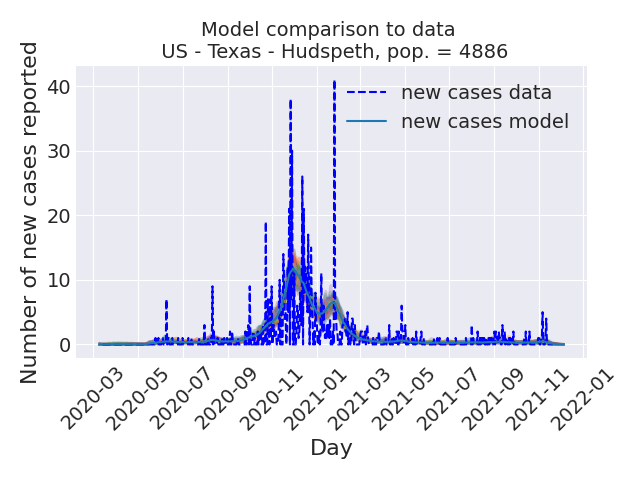 Model comparison to data
US - Texas - Hudspeth, pop. = 4886
Number of new cases reported
40
30
20
10
0
new cases data
new cases model
2020-03
2020-05
2020-07
2020-09
2020-11
2021-01
2021-03
2021-05
2021-07
2021-09
2021-11
2022-01
Day